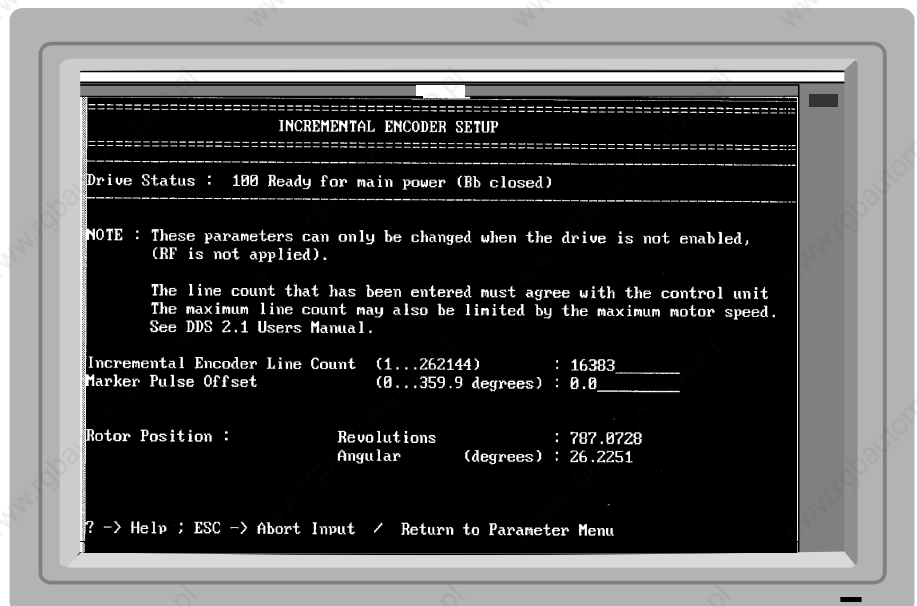 INCREMENTAL ENCODER SETUP
Drive Status : 100 Ready for main power (Bb closed)
NOTE : These parameters can only be changed when the drive is not enabled,
(RF is not applied).
The line count that has been entered must agree with the control unit
The maximum line count may also be limited by the maximum motor speed.
See DDS 2.1 Users Manual.
Incremental Encoder Line Count (1...262144) : 16383
Marker Pulse Offset (0...359.9 degrees) : 0.0
Rotor Position : Revolutions : 787.0728
Angular (degrees) : 26.2251
? -> Help ; ESC -> Abort Input / Return to Parameter Menu